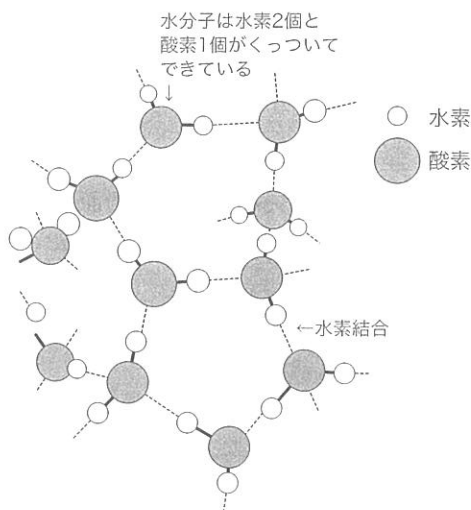 水分子は水素2個と
酸素1個がくっついて
できている
↓
水素
酸素
←水素結合